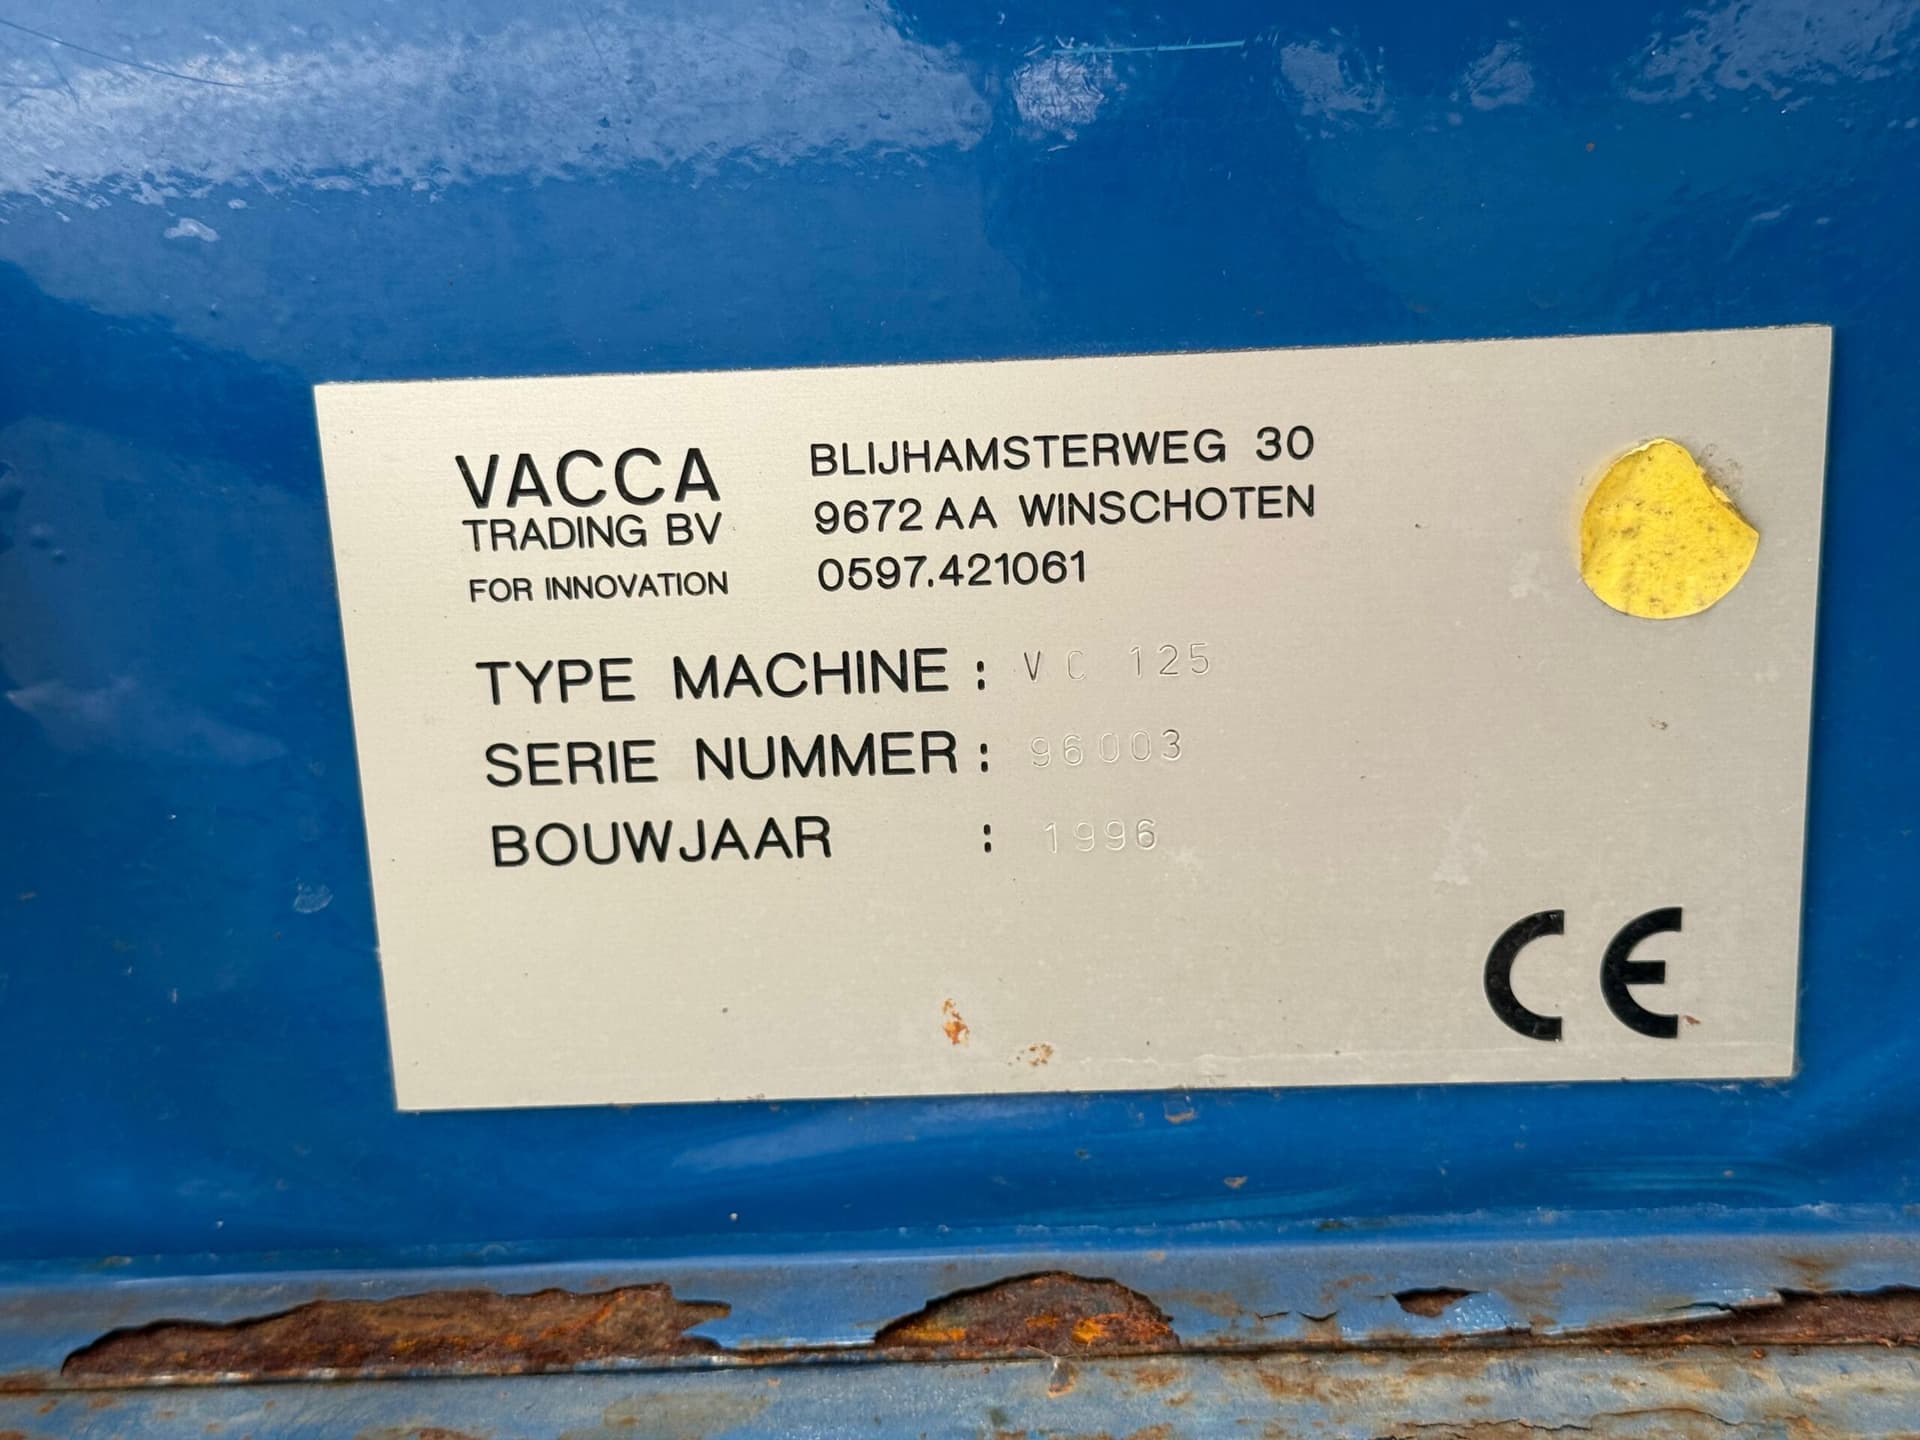 VACCA
TRADING BV
FOR INNOVATION
BLIJHAMSTERWEG 30
9672 AA WINSCHOTEN
0597.421061
TYPE MACHINE : VC 125
SERIE NUMMER : 96003
BOUWJAAR : 1996
CE